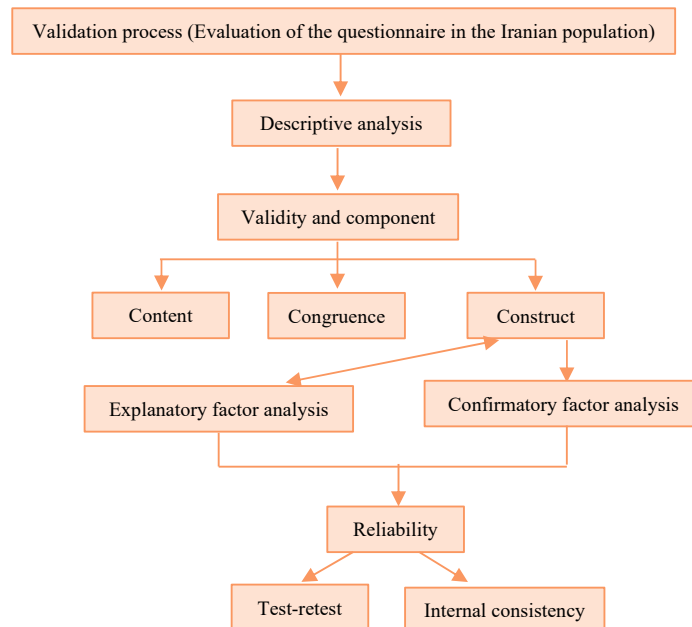 Validation process (Evaluation of the questionnaire in the Iranian population)
Descriptive analysis
Validity and component
Content
Congruence
Construct
Explanatory factor analysis
Confirmatory factor analysis
Reliability
Test-retest
Internal consistency